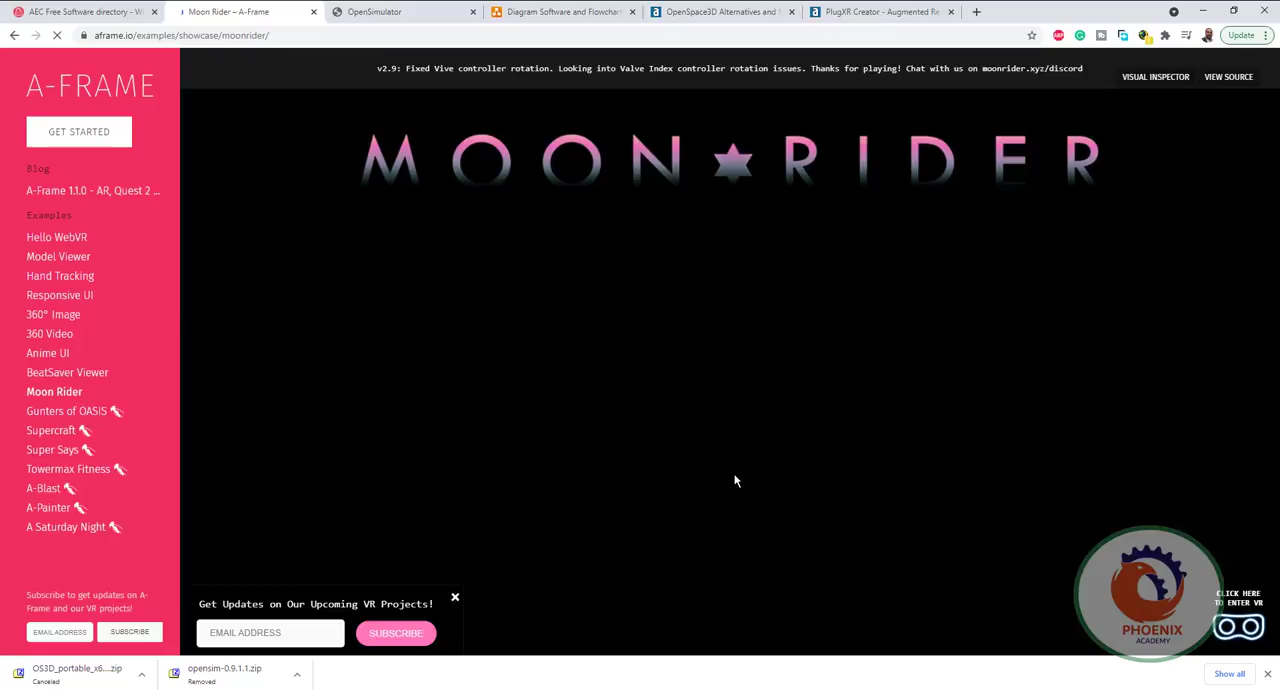 AEC Free Software directory - Wi
Moon Rider – A-Frame
OpenSimulator
Diagram Software and Flowchart
OpenSpace3D Alternatives and S
PlugXR Creator - Augmented Re
aframe.io/examples/showcase/moonrider/
Update
A-FRAME
GET STARTED
Blog
A-Frame 1.1.0 - AR, Quest 2 ...
Examples
Hello WebVR
Model Viewer
Hand Tracking
Responsive UI
360° Image
360 Video
Anime UI
BeatSaver Viewer
Moon Rider
Gunters of OASIS
Supercraft
Super Says
Towermax Fitness
A-Blast
A-Painter
A Saturday Night
Subscribe to get updates on A-
Frame and our VR projects!
EMAIL ADDRESS
SUBSCRIBE
v2.9: Fixed Vive controller rotation. Looking into Valve Index controller rotation issues. Thanks for playing! Chat with us on moonrider.xyz/discord
VISUAL INSPECTOR
VIEW SOURCE
MOON RIDER
Get Updates on Our Upcoming VR Projects!
EMAIL ADDRESS
SUBSCRIBE
PHOENIX
ACADEMY
CLICK HERE
TO ENTER VR
OS3D_portable_x6....zip
Canceled
opensim-0.9.1.1.zip
Removed
Show all